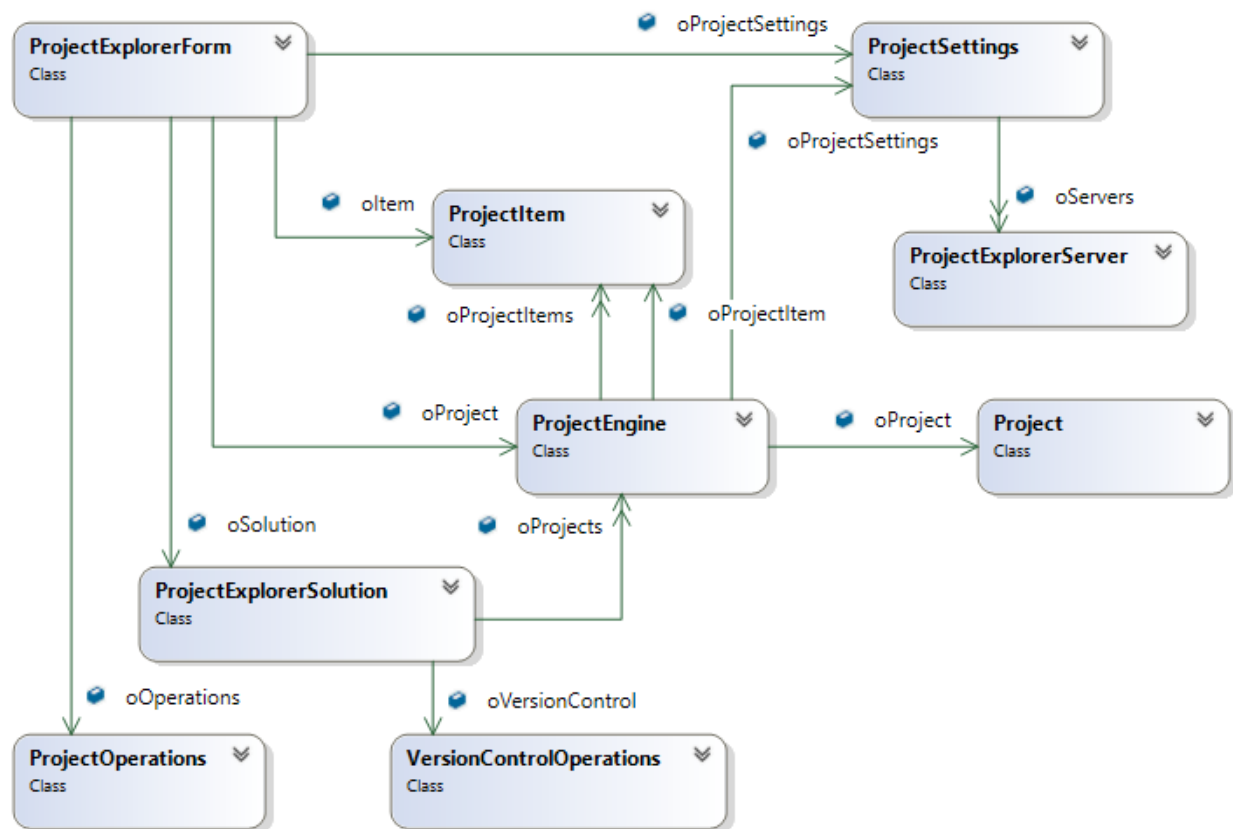 oProjectSettings
ProjectExplorerForm
Class
ProjectSettings
Class
oProjectSettings
oItem
ProjectItem
Class
oServers
ProjectExplorerServer
Class
oProjectItems
oProjectItem
oProject
ProjectEngine
Class
oProject
Project
Class
oSolution
oProjects
ProjectExplorerSolution
Class
oOperations
oVersionControl
ProjectOperations
Class
VersionControlOperations
Class